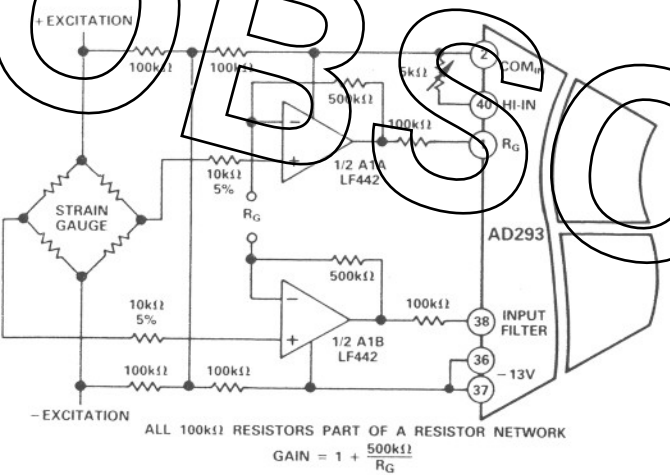 OBSO
+EXCITATION
100kΩ
100kΩ
5kΩ
2
COM IN
500kΩ
40
HI-IN
100kΩ
RG
−
+
1/2 A1A
LF442
10kΩ
5%
STRAIN
GAUGE
RG
AD293
500kΩ
10kΩ
5%
−
+
100kΩ
38
INPUT
FILTER
1/2 A1B
LF442
36
−13V
37
100kΩ
100kΩ
−EXCITATION
ALL 100kΩ RESISTORS PART OF A RESISTOR NETWORK
GAIN = 1 + 500kΩ / RG